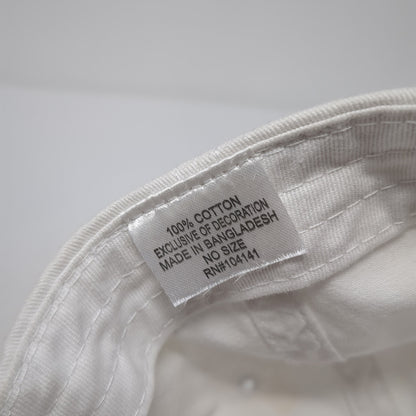 100% COTTON
EXCLUSIVE OF DECORATION
MADE IN BANGLADESH
NO SIZE
RN#104141